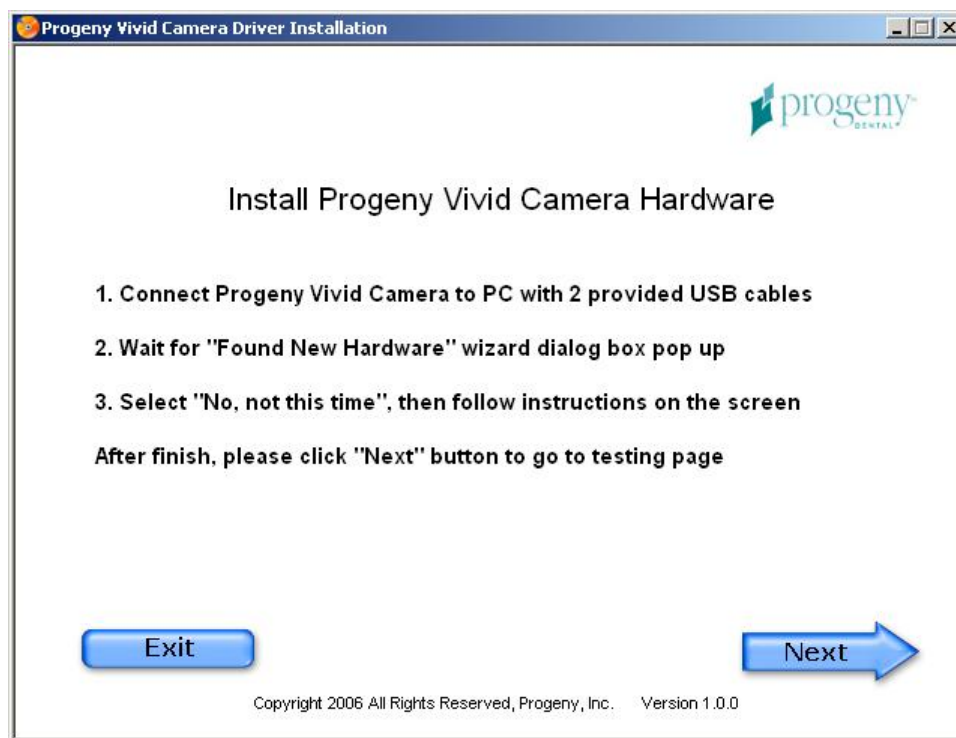 Progeny Vivid Camera Driver Installation
progeny™
DENTAL®
Install Progeny Vivid Camera Hardware
1. Connect Progeny Vivid Camera to PC with 2 provided USB cables
2. Wait for "Found New Hardware" wizard dialog box pop up
3. Select "No, not this time", then follow instructions on the screen
After finish, please click "Next" button to go to testing page
Exit
Next
Copyright 2006 All Rights Reserved, Progeny, Inc. Version 1.0.0